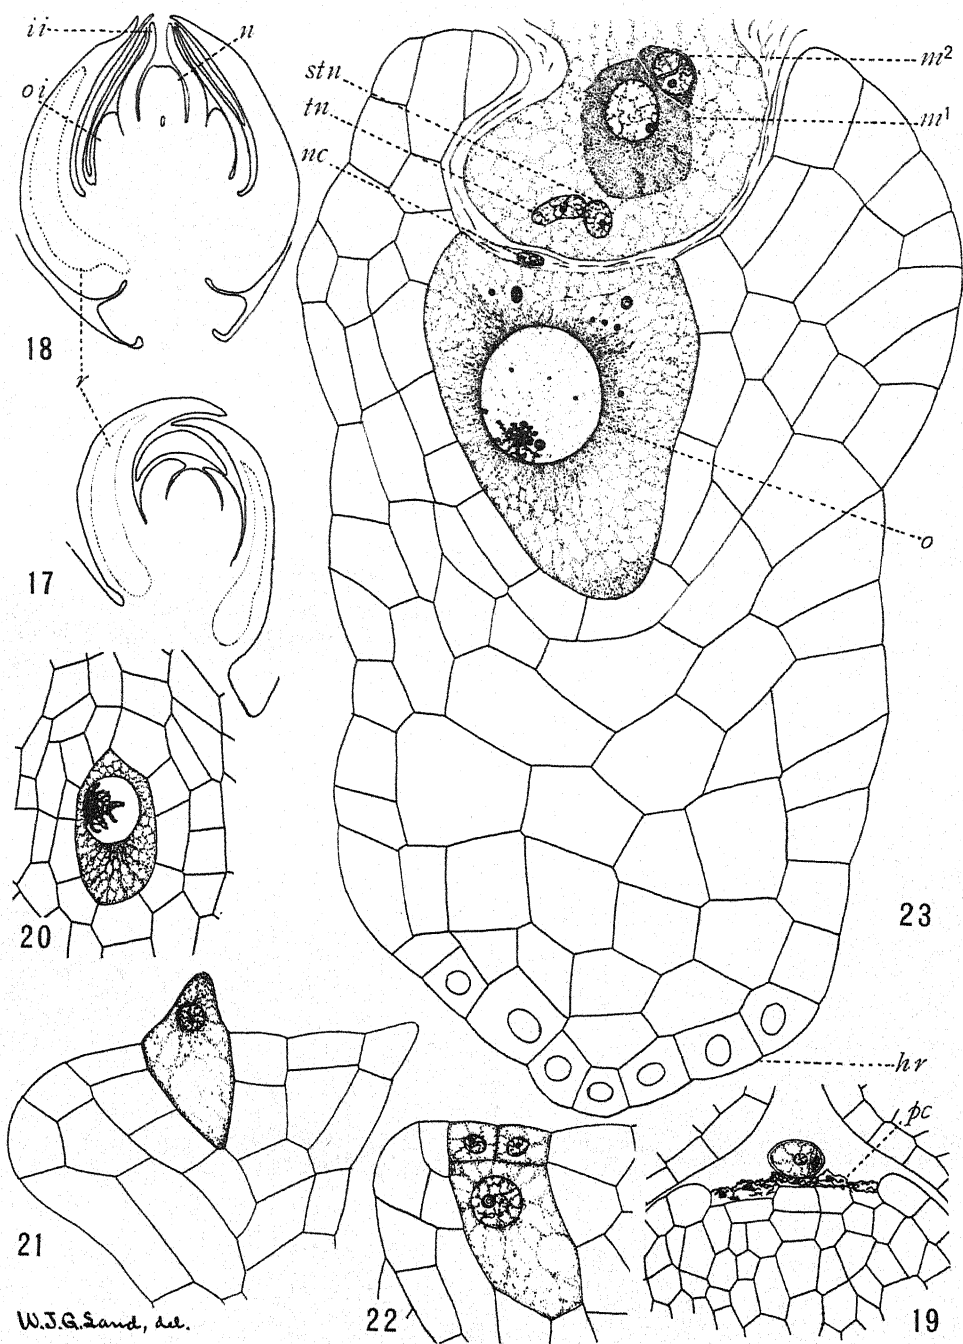 ii
n
oi
stn
tn
nc
m²
m¹
18
r
17
o
20
23
hr
pc
21
22
19
W.J.G. Land, del.